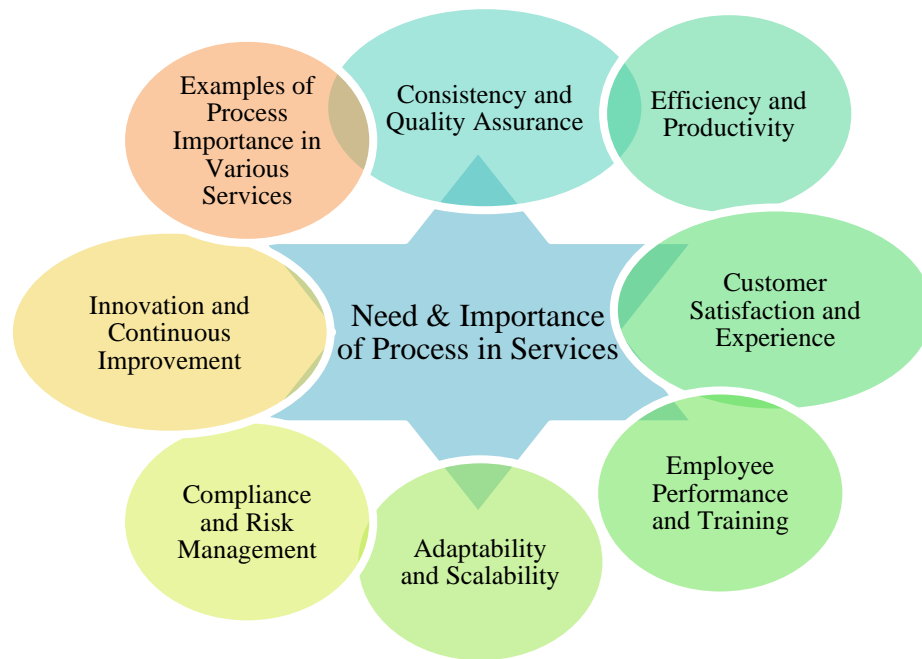 Need & Importance
of Process in Services
Consistency and
Quality Assurance
Efficiency and
Productivity
Customer
Satisfaction and
Experience
Employee
Performance
and Training
Adaptability
and Scalability
Compliance
and Risk
Management
Innovation and
Continuous
Improvement
Examples of
Process
Importance in
Various
Services